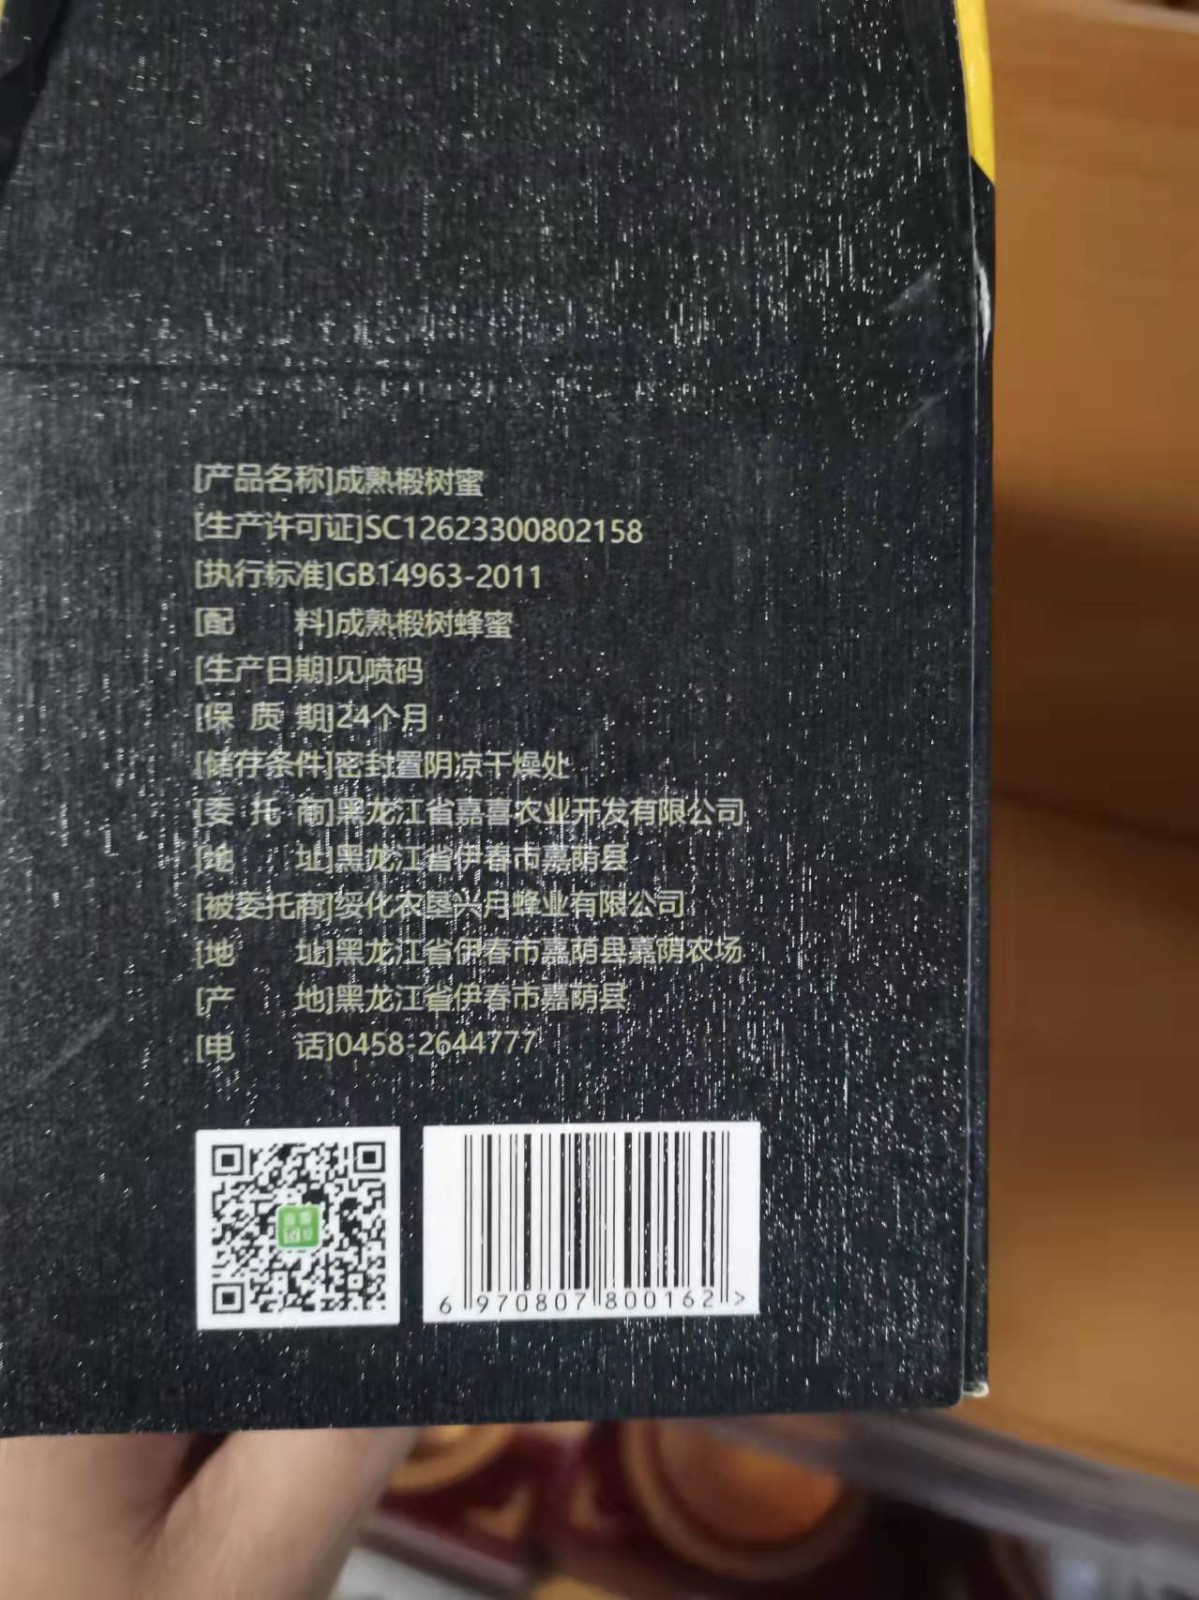 [产品名称]成熟椴树蜜
[生产许可证]SC12623300802158
[执行标准]GB14963-2011
[配 料]成熟椴树蜂蜜
[生产日期]见喷码
[保 质 期]24个月
[储存条件]密封置阴凉干燥处
[委 托 商]黑龙江省嘉喜农业开发有限公司
[地 址]黑龙江省伊春市嘉荫县
[被委托商]绥化农垦兴月蜂业有限公司
[地 址]黑龙江省伊春市嘉荫县嘉荫农场
[产 地]黑龙江省伊春市嘉荫县
[电 话]0458-2644777
6 970807 800162 >